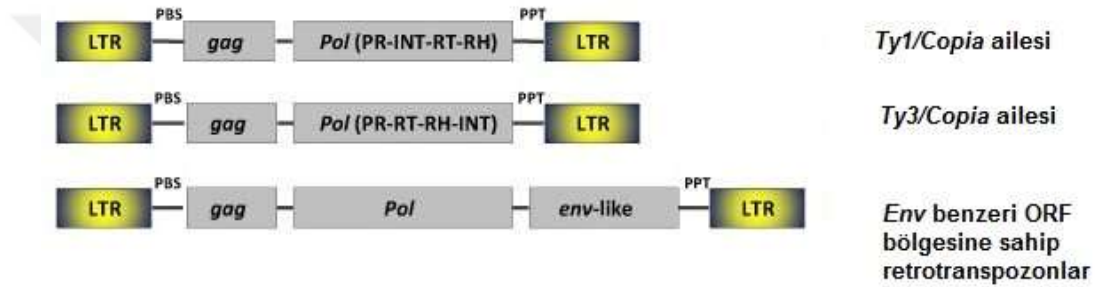 PBS PPT
LTR gag Pol (PR-INT-RT-RH) LTR Ty1/Copia ailesi
PBS PPT
LTR gag Pol (PR-RT-RH-INT) LTR Ty3/Copia ailesi
PBS PPT
LTR gag Pol env-like LTR
Env benzeri ORF
bölgesine sahip
retrotranspozonlar